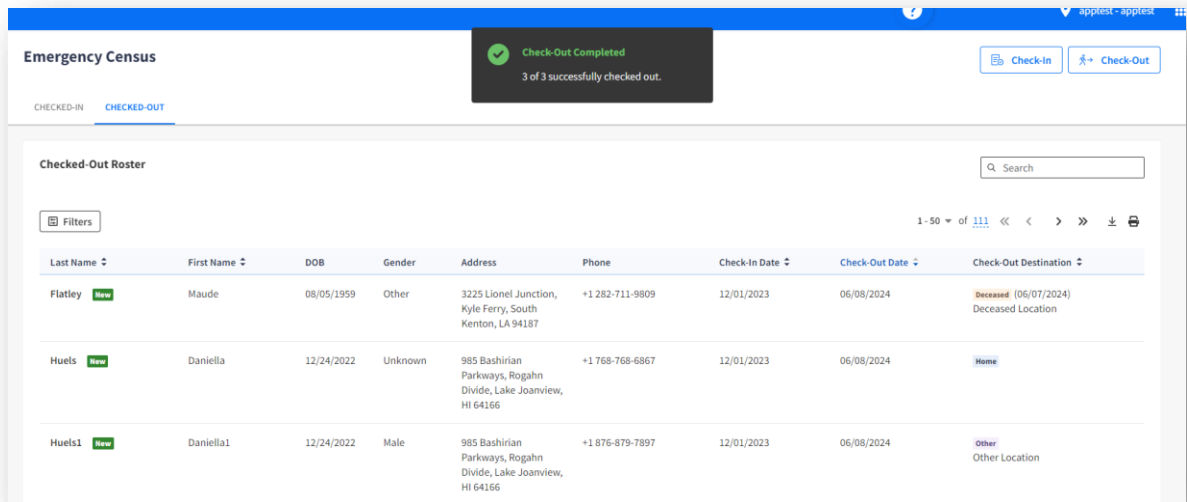 ?
apptest - apptest
Emergency Census
Check-Out Completed
3 of 3 successfully checked out.
Check-In
Check-Out
CHECKED-IN CHECKED-OUT
Checked-Out Roster
Search
Filters
1 - 50 of 111
Last Name First Name DOB Gender Address Phone Check-In Date Check-Out Date Check-Out Destination
Flatley New Maude 08/05/1959 Other 3225 Lionel Junction, +1 282-711-9809 12/01/2023 06/08/2024 Deceased (06/07/2024)
Kyle Ferry, South Deceased Location
Kenton, LA 94187
Huels New Daniella 12/24/2022 Unknown 985 Bashirian +1 768-768-6867 12/01/2023 06/08/2024 Home
Parkways, Rogahn
Divide, Lake Joanview,
HI 64166
Huels1 New Daniella1 12/24/2022 Male 985 Bashirian +1 876-879-7897 12/01/2023 06/08/2024 Other
Parkways, Rogahn Other Location
Divide, Lake Joanview,
HI 64166